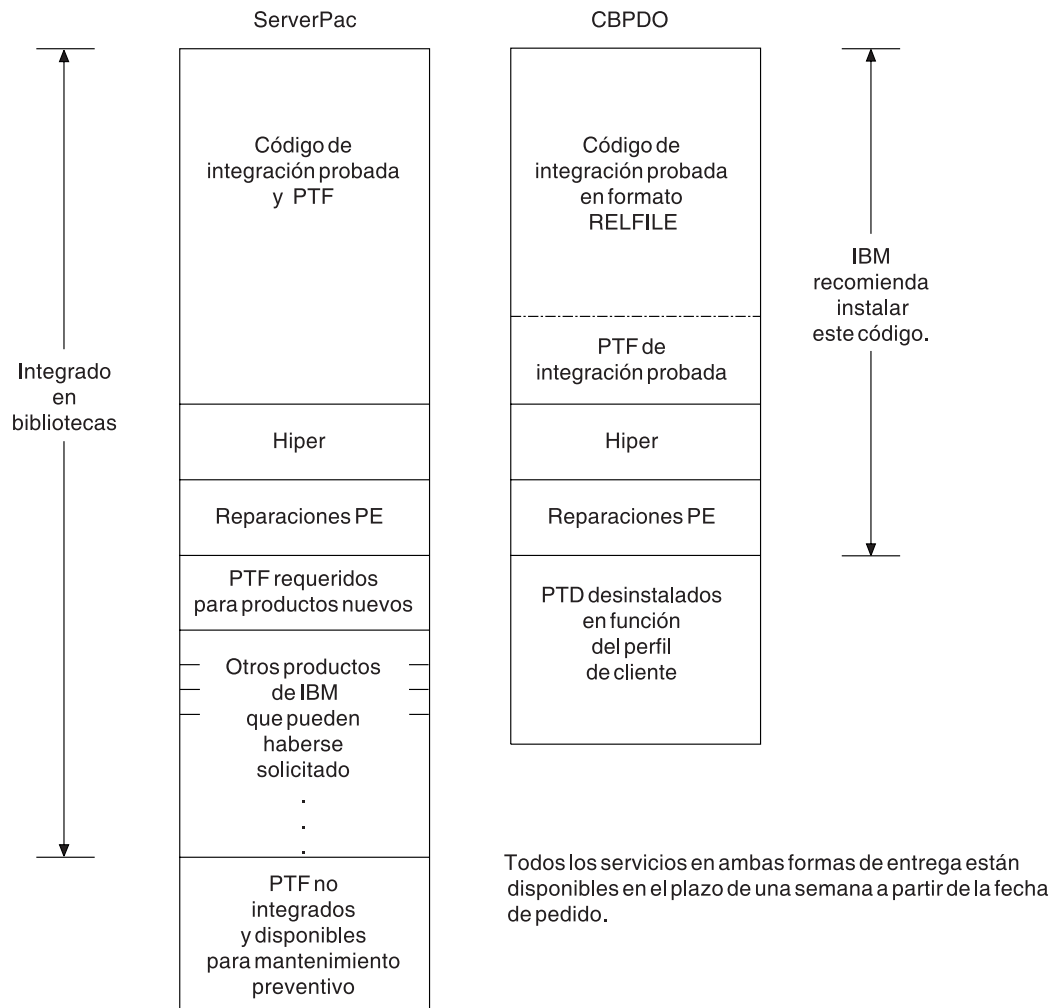 ServerPac
CBPDO
Integrado
en
bibliotecas
Código de
integración probada
y PTF
Hiper
Reparaciones PE
PTF requeridos
para productos nuevos
Otros productos
de IBM
que pueden
haberse
solicitado
.
.
.
PTF no
integrados
y disponibles
para mantenimiento
preventivo
Código de
integración probada
en formato
RELFILE
PTF de
integración probada
Hiper
Reparaciones PE
PTD desinstalados
en función
del perfil
de cliente
IBM
recomienda
instalar
este código.
Todos los servicios en ambas formas de entrega están
disponibles en el plazo de una semana a partir de la fecha
de pedido.